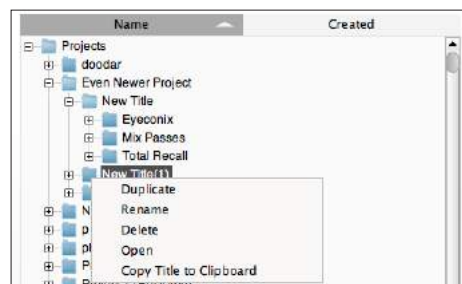 Name Created
Projects
doodar
Even Newer Project
New Title
Eyeconix
Mix Passes
Total Recall
New Title(1)
Duplicate
Rename
Delete
Open
Copy Title to Clipboard